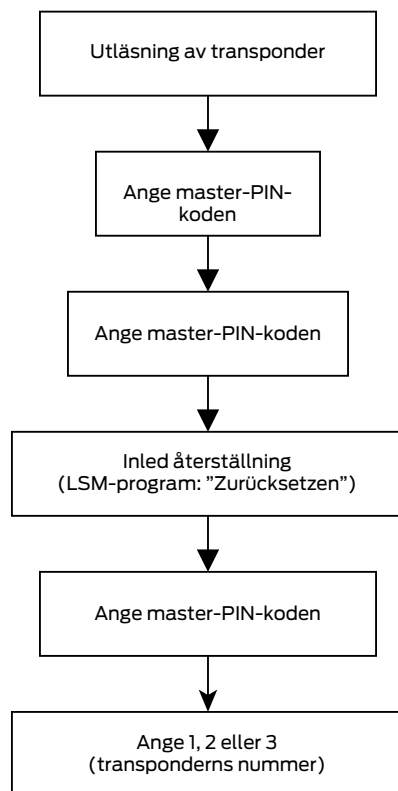 Utläsning av transponder
Ange master-PIN-
koden
Ange master-PIN-koden
Inled återställning
(LSM-program: ”Zurücksetzen”)
Ange master-PIN-koden
Ange 1, 2 eller 3
(transponderns nummer)